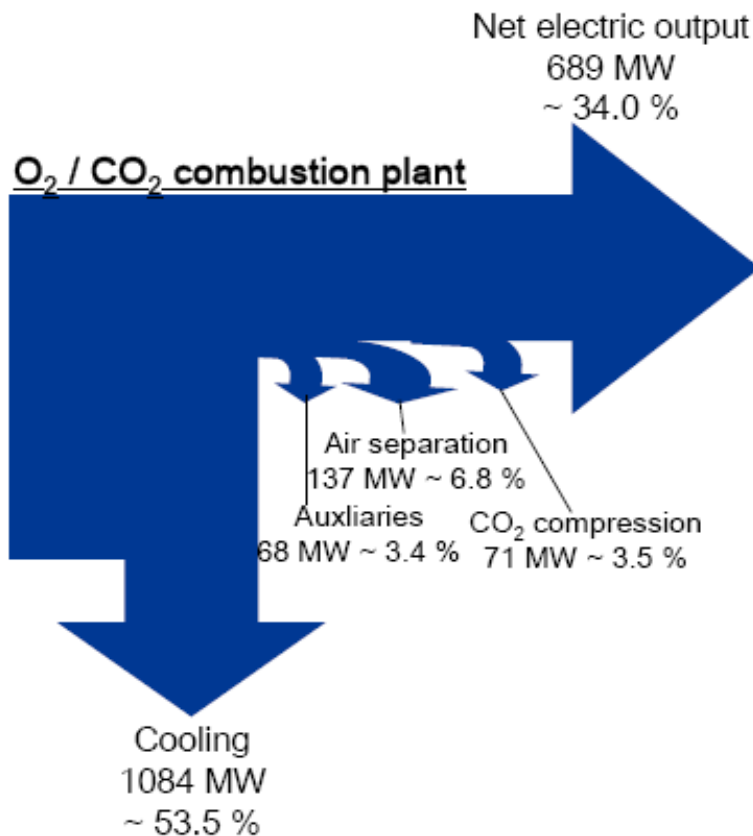 Net electric output
689 MW
~ 34.0 %
O₂ / CO₂ combustion plant
Air separation
137 MW ~ 6.8 %
Auxliaries
68 MW ~ 3.4 %
CO₂ compression
71 MW ~ 3.5 %
Cooling
1084 MW
~ 53.5 %